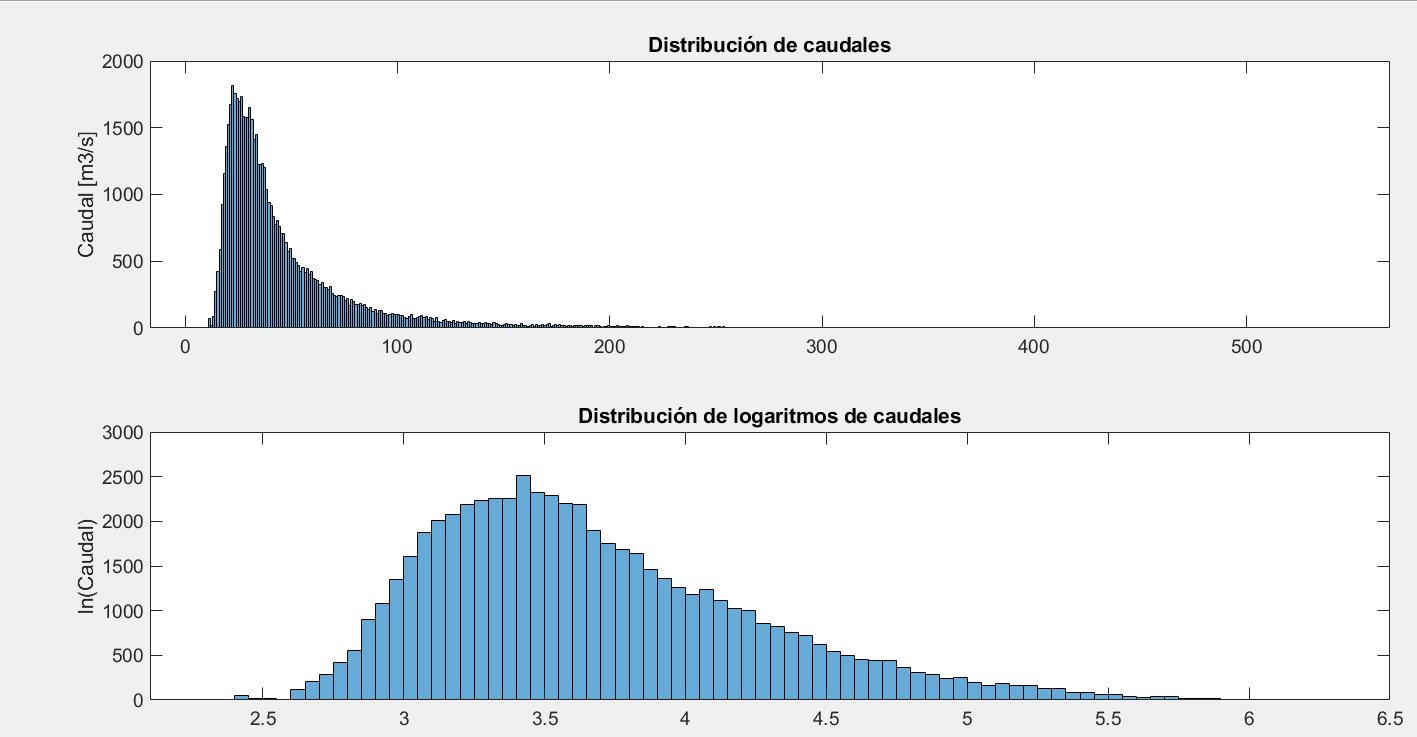 Distribución de caudales
Caudal [m3/s]
2000
1500
1000
500
0
0 100 200 300 400 500
Distribución de logaritmos de caudales
ln(Caudal)
3000
2500
2000
1500
1000
500
0
2.5 3 3.5 4 4.5 5 5.5 6 6.5